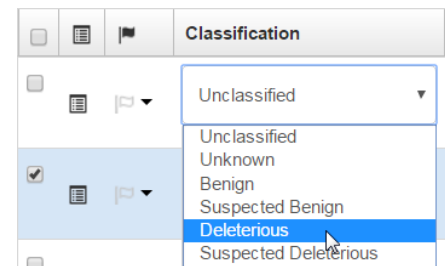 Classification
Unclassified
Unclassified
Unknown
Benign
Suspected Benign
Deleterious
Suspected Deleterious